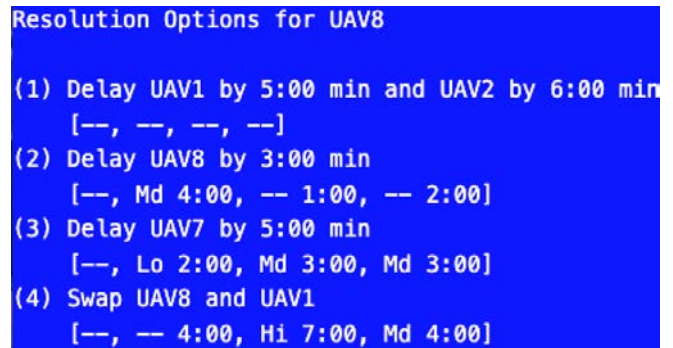 Resolution Options for UAV8
(1) Delay UAV1 by 5:00 min and UAV2 by 6:00 min
[--, --, --, --]
(2) Delay UAV8 by 3:00 min
[--, Md 4:00, -- 1:00, -- 2:00]
(3) Delay UAV7 by 5:00 min
[--, Lo 2:00, Md 3:00, Md 3:00]
(4) Swap UAV8 and UAV1
[--, -- 4:00, Hi 7:00, Md 4:00]